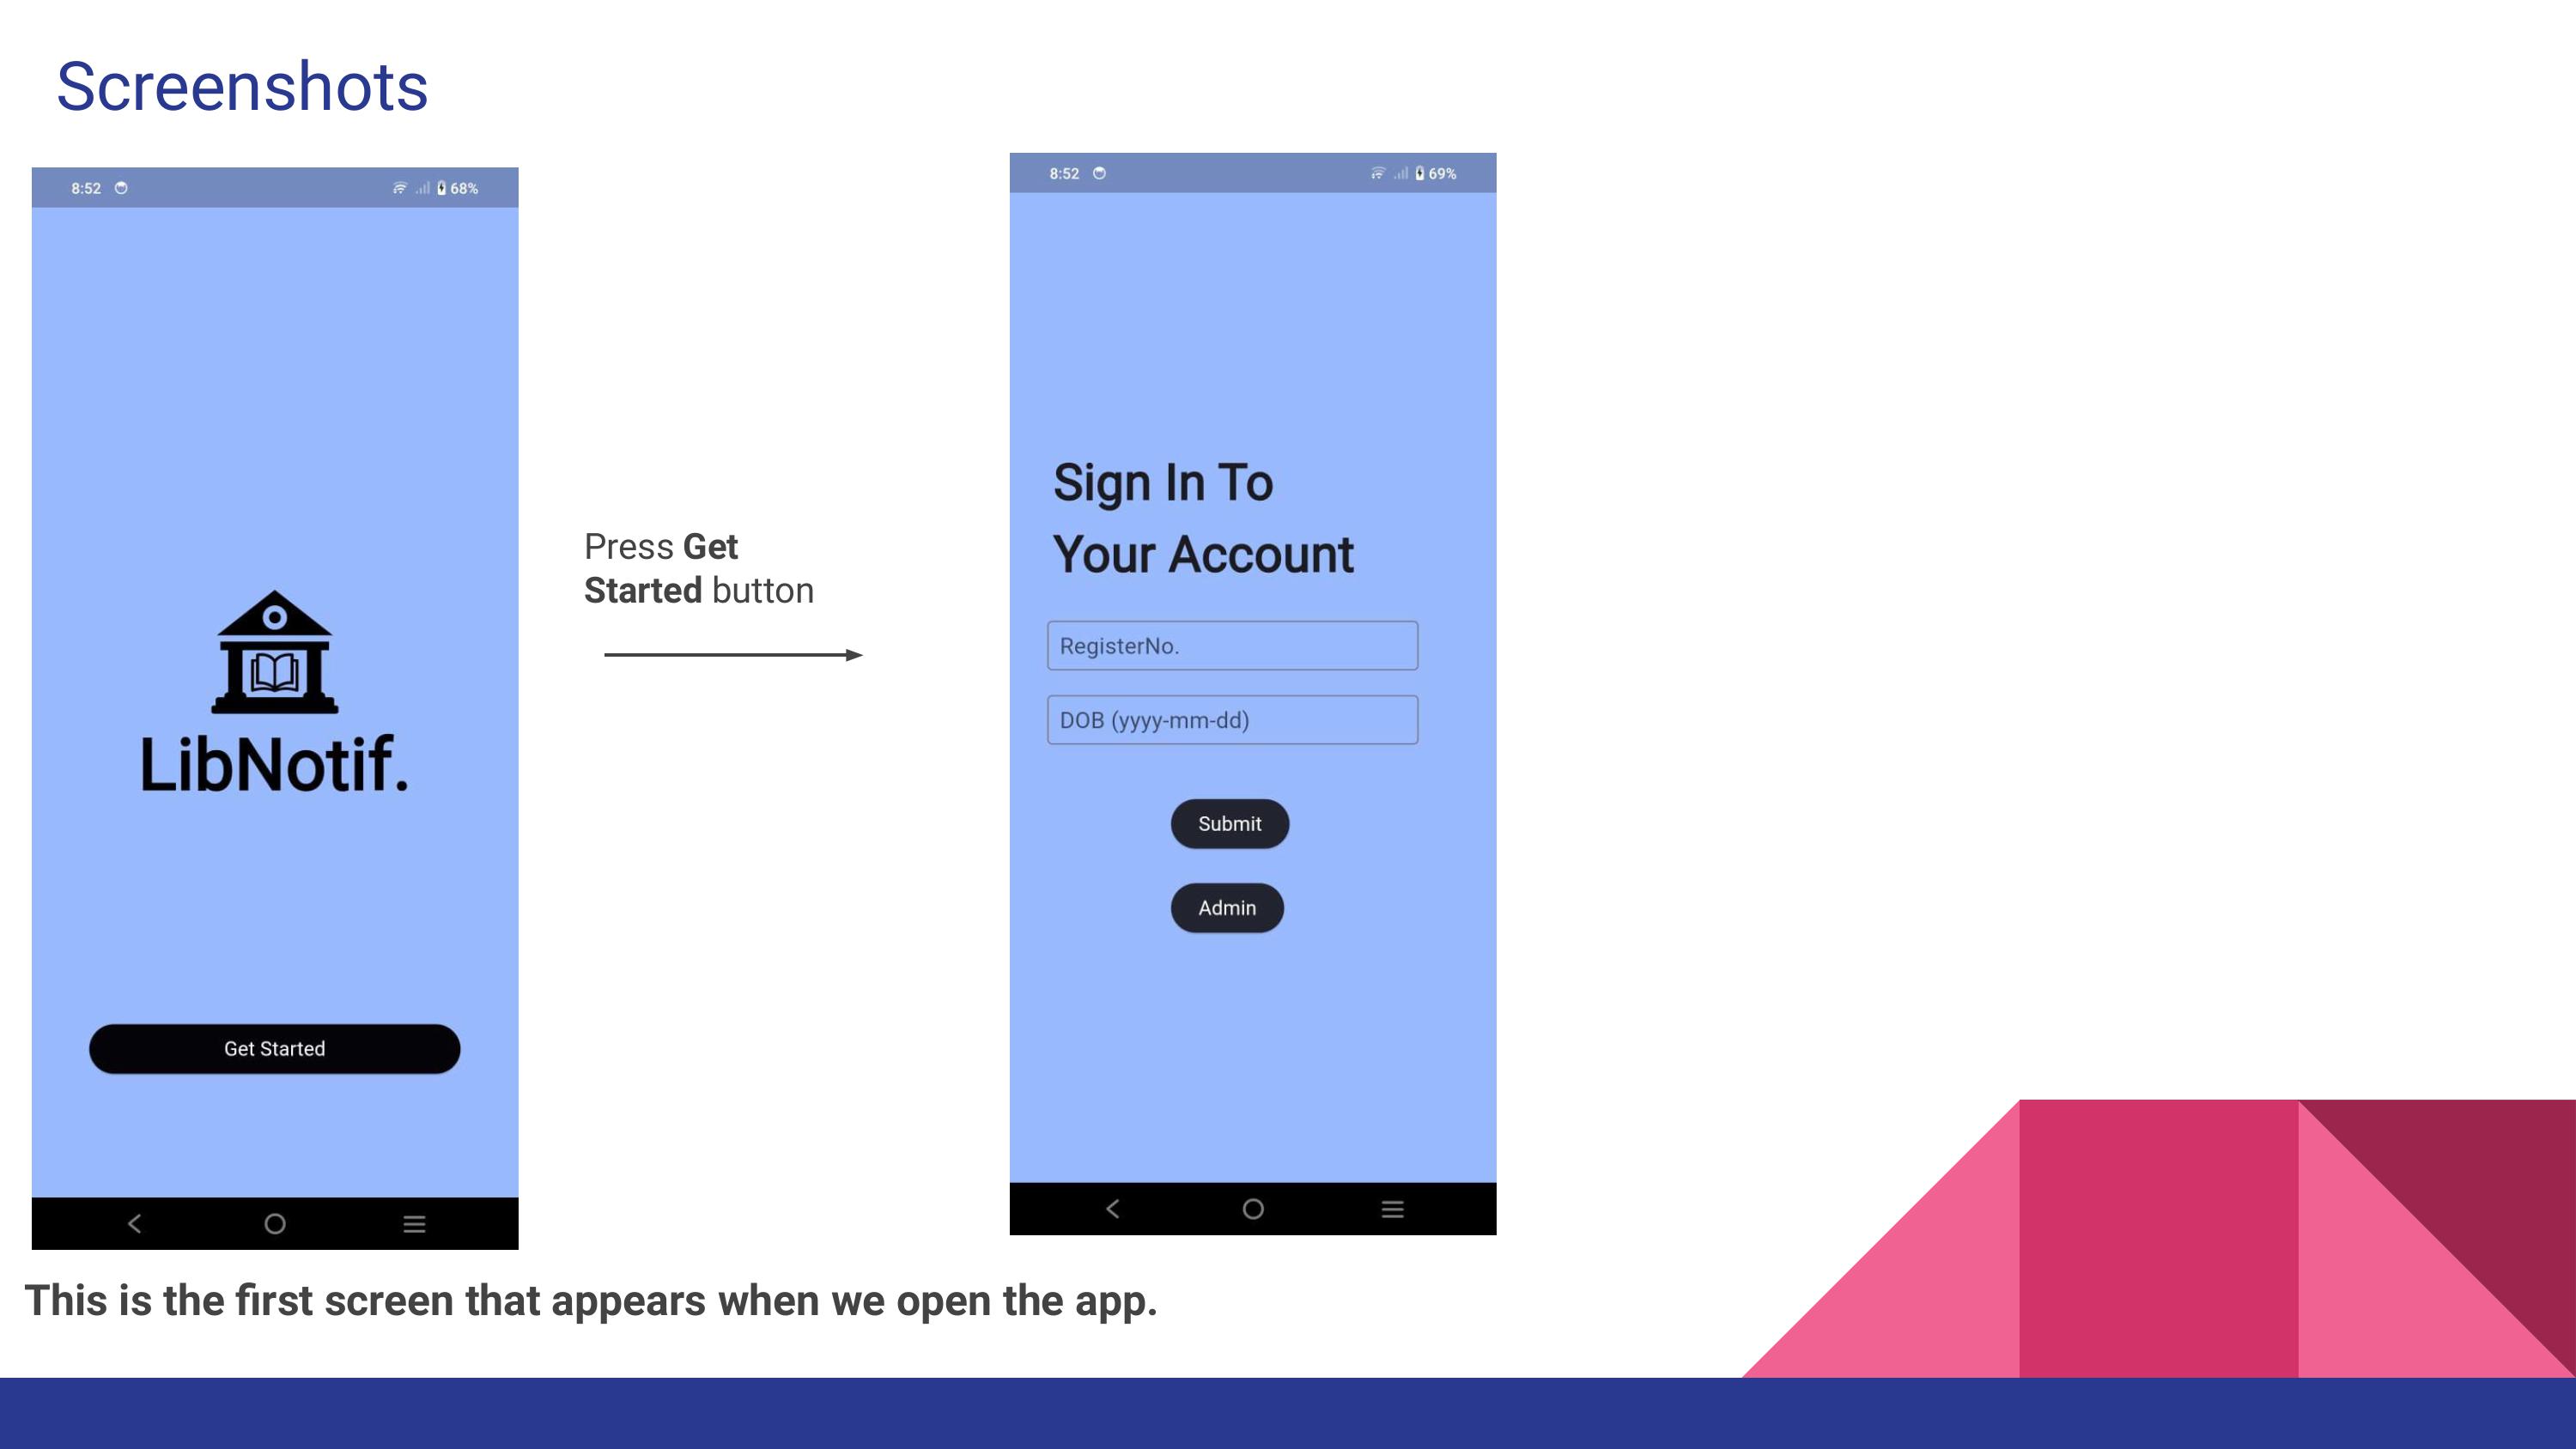 Screenshots
8:52
68%
LibNotif.
Get Started
Press Get
Started button
8:52
69%
Sign In To
Your Account
RegisterNo.
DOB (yyyy-mm-dd)
Submit
Admin
This is the first screen that appears when we open the app.